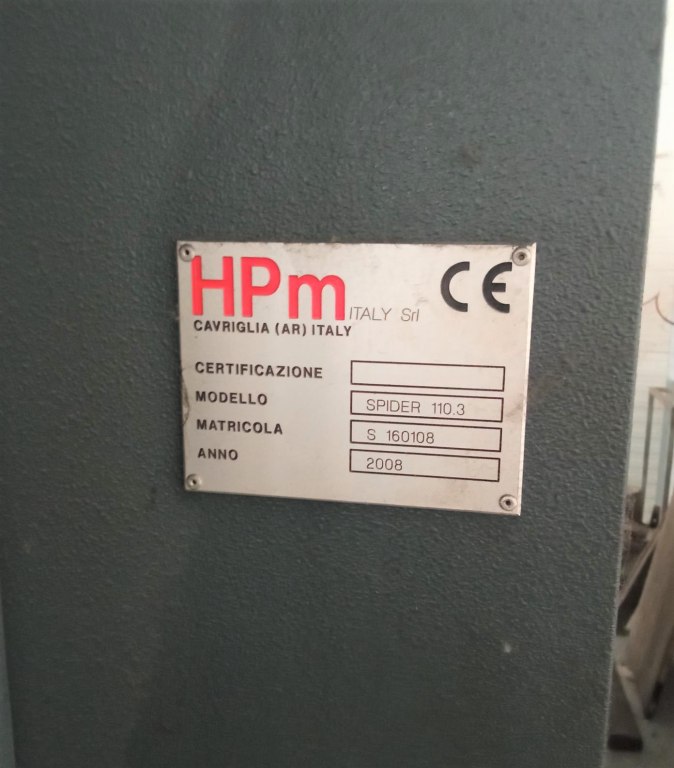 HPm ITALY Srl CE
CAVRIGLIA (AR) ITALY
CERTIFICAZIONE
MODELLO SPIDER 110.3
MATRICOLA S 160108
ANNO 2008